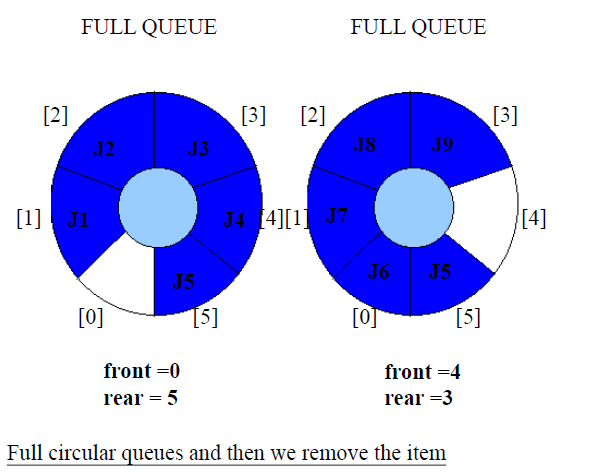 FULL QUEUE FULL QUEUE
[2] [3] [2] [3]
J2 J3 J8 J9
[1] J1 J4 [4] [1] J7 [4]
J5 J6 J5
[0] [5] [0] [5]
front =0 front =4
rear = 5 rear =3
Full circular queues and then we remove the item